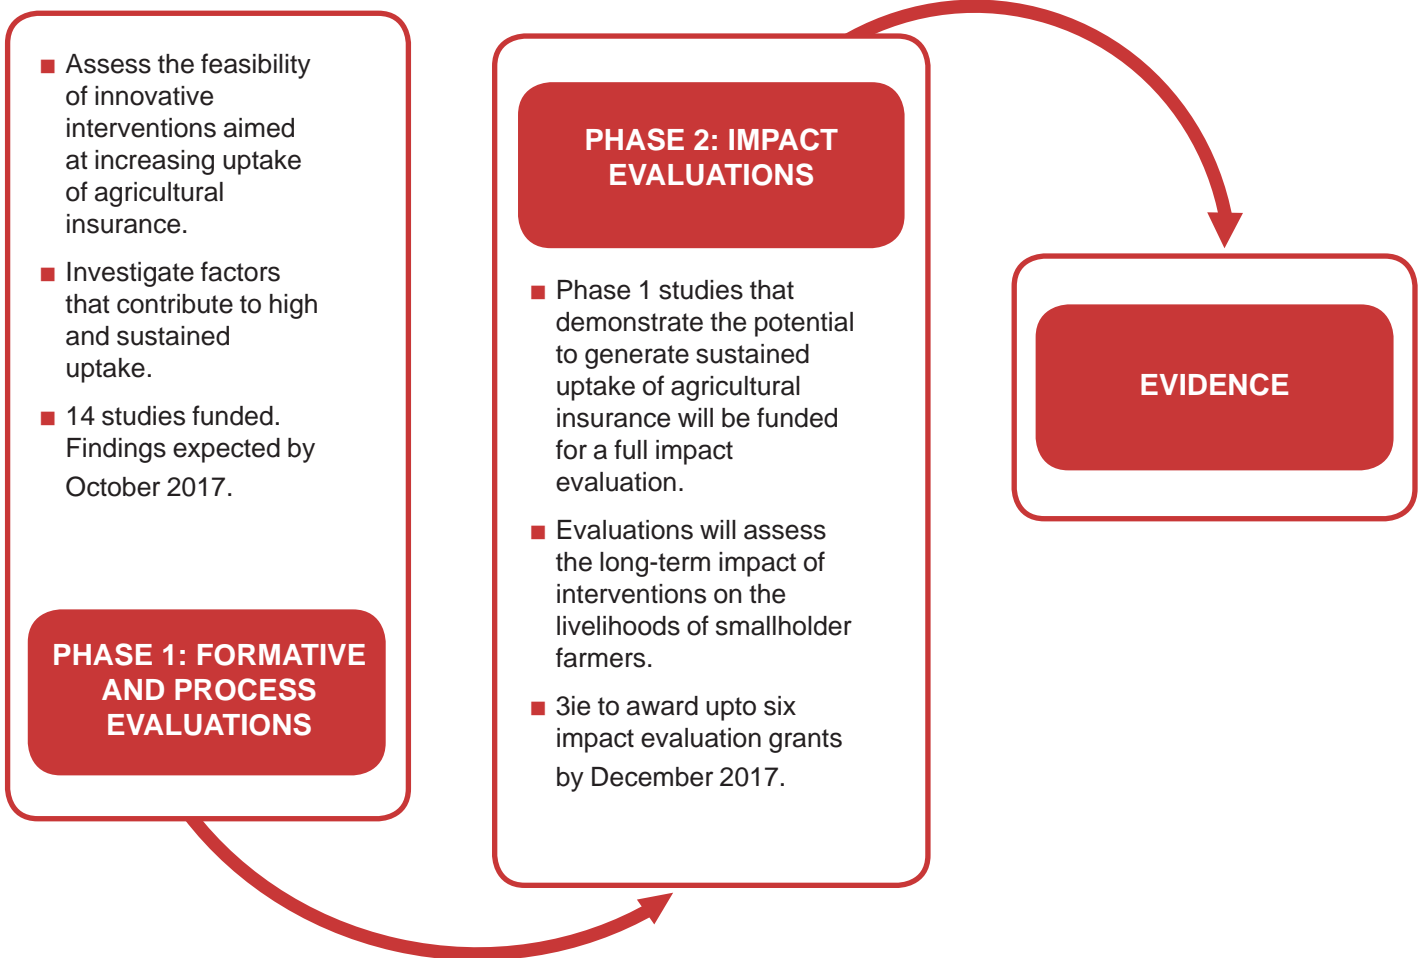 ■ Assess the feasibility
of innovative
interventions aimed
at increasing uptake
of agricultural
insurance.
■ Investigate factors
that contribute to high
and sustained
uptake.
■ 14 studies funded.
Findings expected by
October 2017.
PHASE 1: FORMATIVE
AND PROCESS
EVALUATIONS
PHASE 2: IMPACT
EVALUATIONS
■ Phase 1 studies that
demonstrate the potential
to generate sustained
uptake of agricultural
insurance will be funded
for a full impact
evaluation.
■ Evaluations will assess
the long-term impact of
interventions on the
livelihoods of smallholder
farmers.
■ 3ie to award upto six
impact evaluation grants
by December 2017.
EVIDENCE